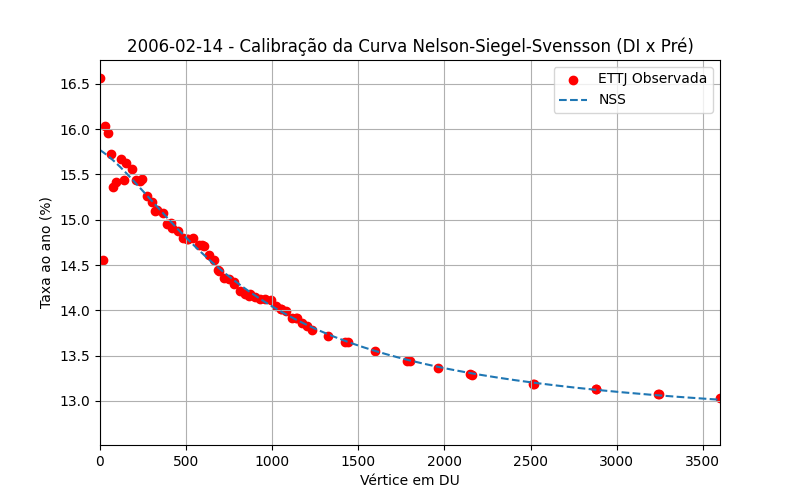 2006-02-14 - Calibração da Curva Nelson-Siegel-Svensson (DI x Pré)
ETTJ Observada
NSS
Taxa ao ano (%)
16.5
16.0
15.5
15.0
14.5
14.0
13.5
13.0
0 500 1000 1500 2000 2500 3000 3500
Vértice em DU